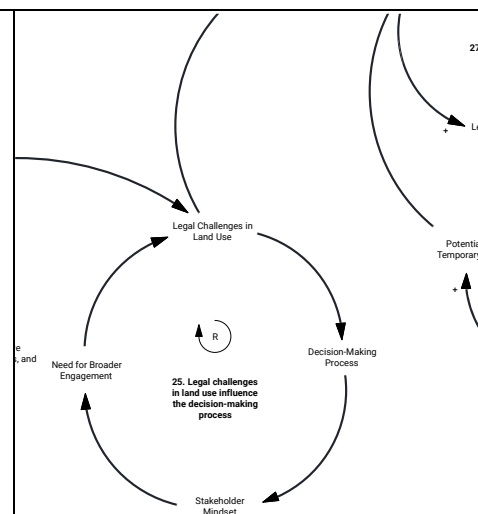 27
Le
+
Legal Challenges in
Land Use
Potentia
Temporary
+
R
e
s, and
Need for Broader
Engagement
Decision-Making
Process
25. Legal challenges
in land use influence
the decision-making
process
Stakeholder
Mindset